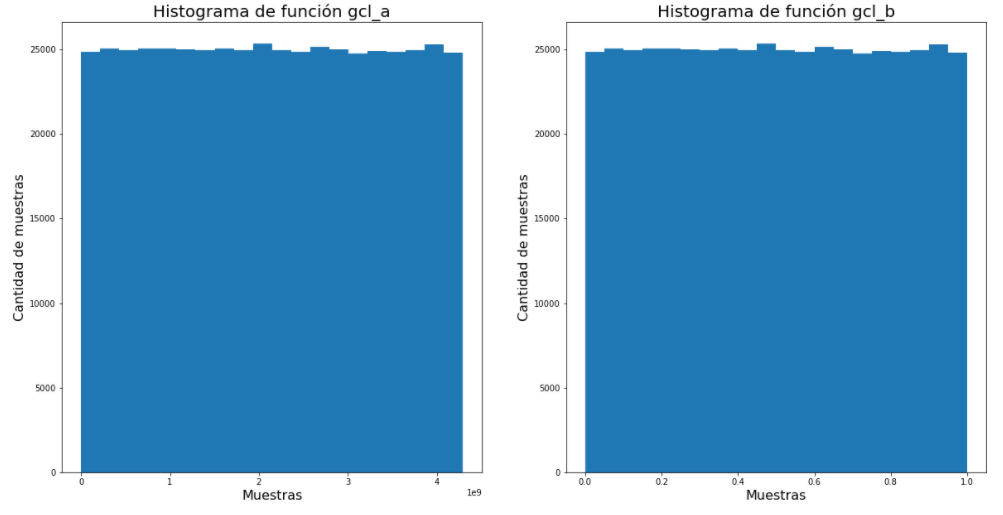 Histograma de función gcl_a
Cantidad de muestras
25000
20000
15000
10000
5000
0
0 1 2 3 4
1e9
Muestras
Histograma de función gcl_b
Cantidad de muestras
25000
20000
15000
10000
5000
0
0.0 0.2 0.4 0.6 0.8 1.0
Muestras